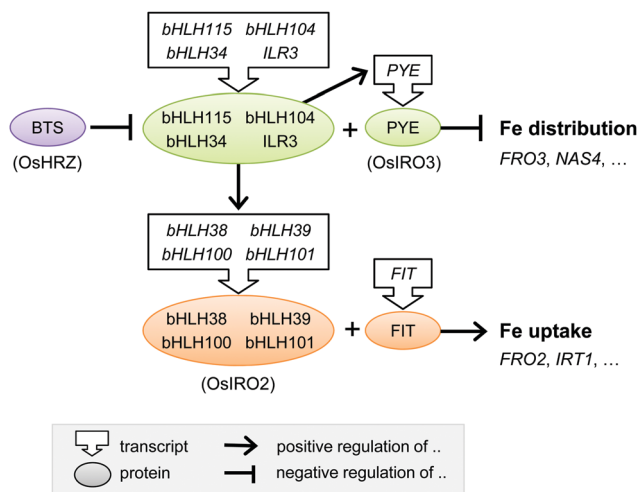 bHLH115 bHLH104
bHLH34 ILR3
PYE
BTS
bHLH115 bHLH104
bHLH34 ILR3
+
PYE
Fe distribution
(OsHRZ)
(OsIRO3)
FRO3, NAS4, …
bHLH38 bHLH39
bHLH100 bHLH101
FIT
bHLH38 bHLH39
bHLH100 bHLH101
+
FIT
Fe uptake
(OsIRO2)
FRO2, IRT1, …
transcript positive regulation of ..
protein negative regulation of ..